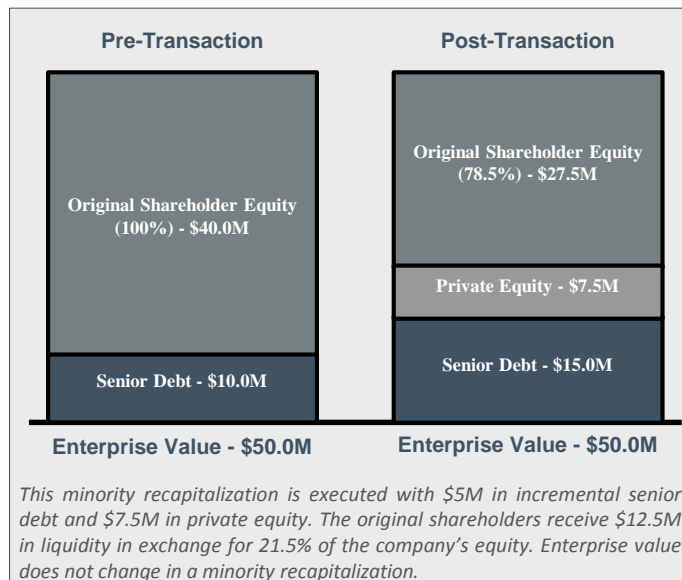 Pre-Transaction
Original Shareholder Equity
(100%) - $40.0M
Senior Debt - $10.0M
Enterprise Value - $50.0M
Post-Transaction
Original Shareholder Equity
(78.5%) - $27.5M
Private Equity - $7.5M
Senior Debt - $15.0M
Enterprise Value - $50.0M
This minority recapitalization is executed with $5M in incremental senior
debt and $7.5M in private equity. The original shareholders receive $12.5M
in liquidity in exchange for 21.5% of the company's equity. Enterprise value
does not change in a minority recapitalization.